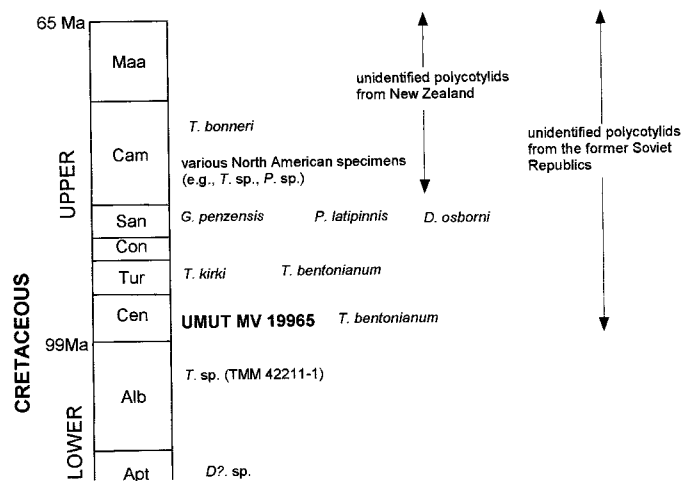 65 Ma
Maa
unidentified polycotylids
from New Zealand
T. bonneri
unidentified polycotylids
from the former Soviet
Republics
Cam
various North American specimens
(e.g., T. sp., P. sp.)
UPPER
San
G. penzensis P. latipinnis D. osborni
Con
Tur
T. kirki T. bentonianum
CRETACEOUS
Cen
UMUT MV 19965 T. bentonianum
99Ma
T. sp. (TMM 42211-1)
Alb
LOWER
Apt
D?. sp.